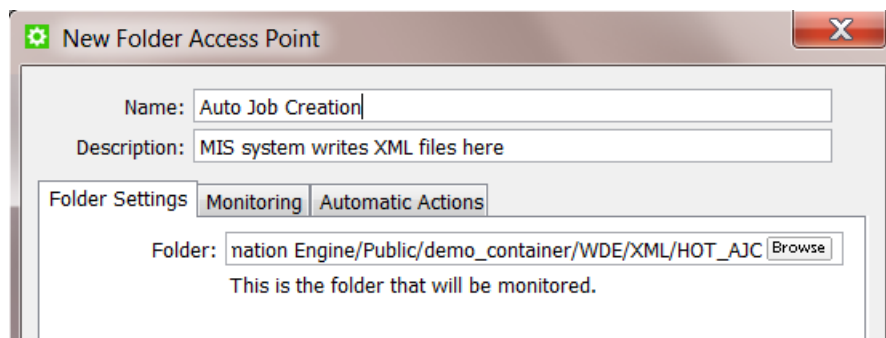 New Folder Access Point
Name: Auto Job Creation
Description: MIS system writes XML files here
Folder Settings Monitoring Automatic Actions
Folder: mation Engine/Public/demo_container/WDE/XML/HOT_AJC Browse
This is the folder that will be monitored.